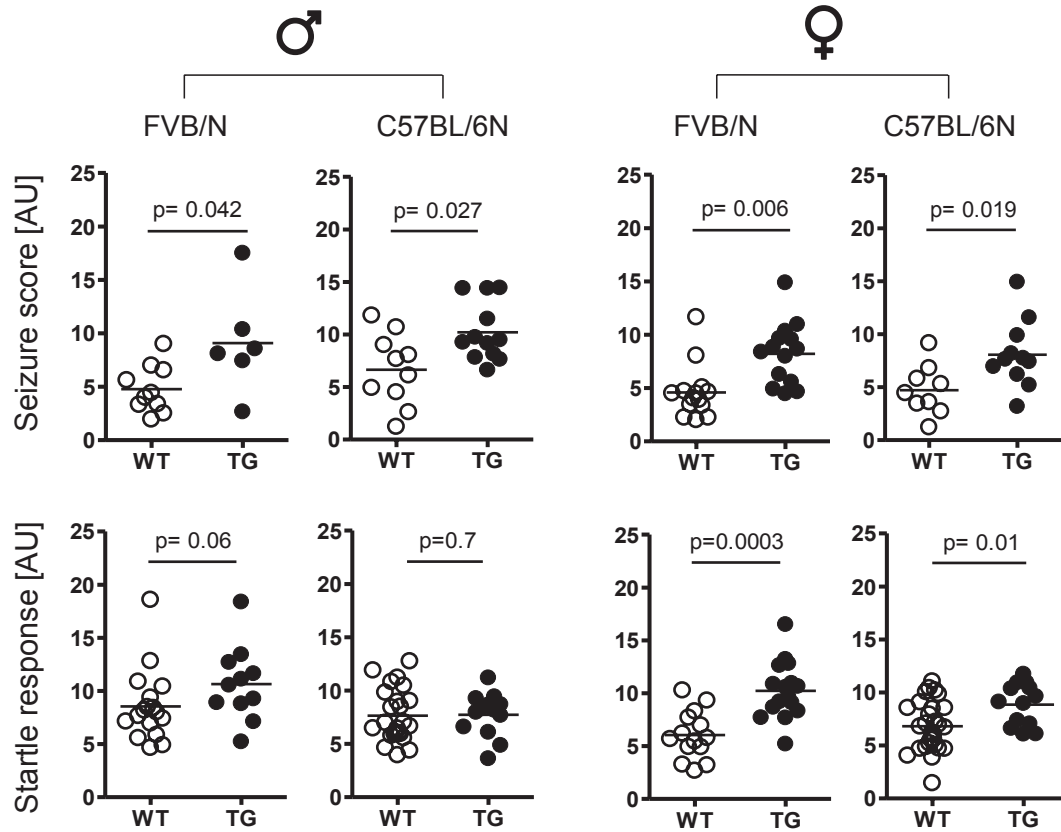 ♂ ♀
FVB/N C57BL/6N FVB/N C57BL/6N
Seizure score [AU]
25 20 15 10 5 0
p= 0.042
WT TG
25 20 15 10 5 0
p= 0.027
WT TG
25 20 15 10 5 0
p= 0.006
WT TG
25 20 15 10 5 0
p= 0.019
WT TG
Startle response [AU]
25 20 15 10 5 0
p= 0.06
WT TG
25 20 15 10 5 0
p=0.7
WT TG
25 20 15 10 5 0
p=0.0003
WT TG
25 20 15 10 5 0
p= 0.01
WT TG